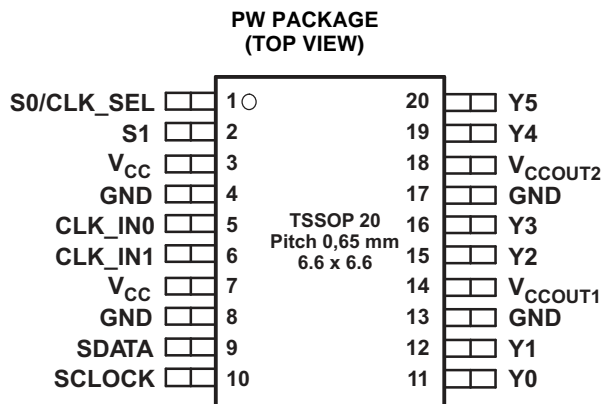 PW PACKAGE
(TOP VIEW)
S0/CLK_SEL 1 20 Y5
S1 2 19 Y4
VCC 3 18 VCCOUT2
GND 4 17 GND
CLK_IN0 5 16 Y3
CLK_IN1 6 15 Y2
VCC 7 14 VCCOUT1
GND 8 13 GND
SDATA 9 12 Y1
SCLOCK 10 11 Y0
TSSOP 20
Pitch 0,65 mm
6.6 x 6.6